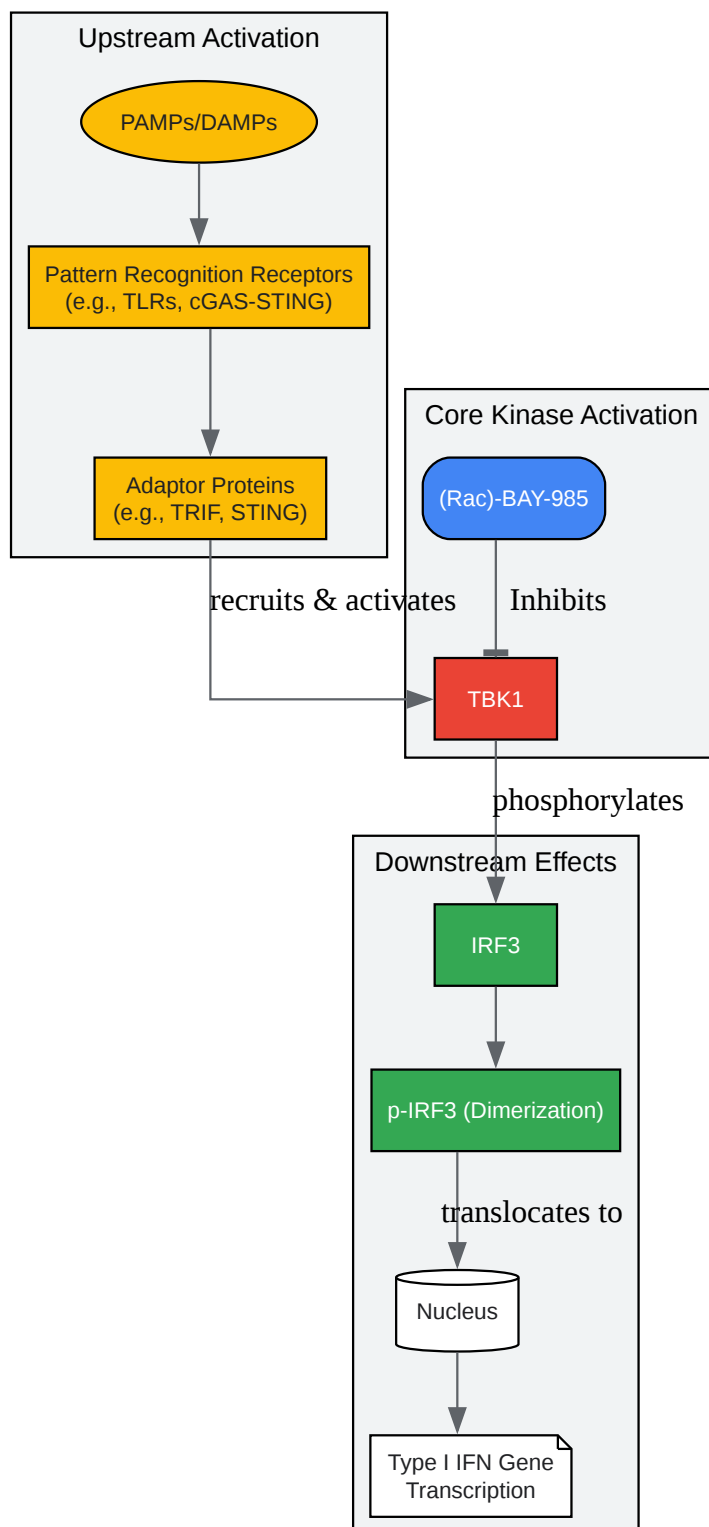 Upstream Activation
PAMPs/DAMPs
Pattern Recognition Receptors
(e.g., TLRs, cGAS-STING)
Adaptor Proteins
(e.g., TRIF, STING)
recruits & activates
Core Kinase Activation
(Rac)-BAY-985
Inhibits
TBK1
phosphorylates
Downstream Effects
IRF3
p-IRF3 (Dimerization)
translocates to
Nucleus
Type I IFN Gene
Transcription